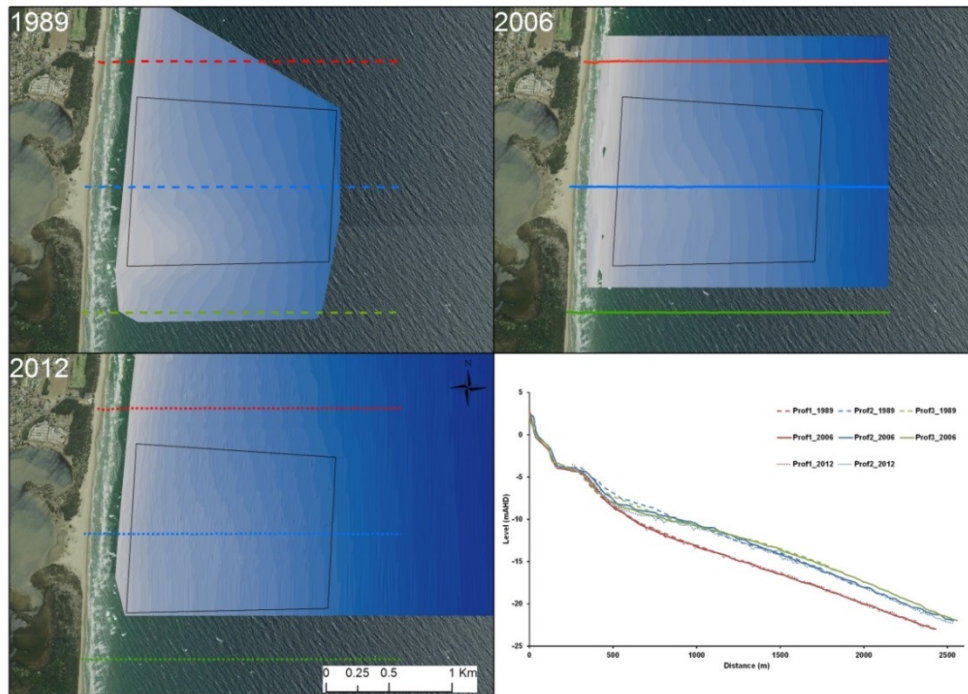 1989
2006
2012
N
0 0.25 0.5 1 Km
5
0
-5
-10
-15
-20
-25
Level (mAHD)
0 500 1000 1500 2000 2500
Distance (m)
Prof1_1989 Prof2_1989 Prof3_1989
Prof1_2006 Prof2_2006 Prof3_2006
Prof1_2012 Prof2_2012